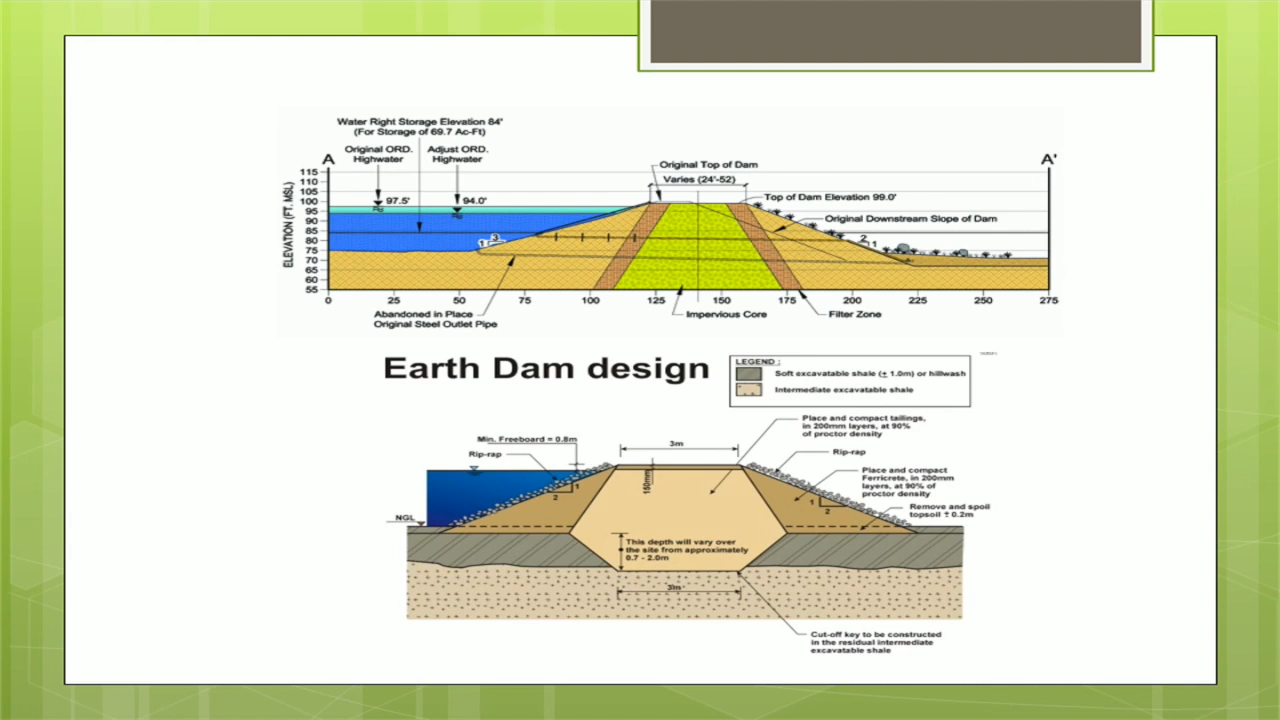 Water Right Storage Elevation 84'
(For Storage of 69.7 Ac-Ft)
Original ORD.
Highwater
Adjust ORD.
Highwater
A
A'
Original Top of Dam
Varies (24'-52)
Top of Dam Elevation 99.0'
Original Downstream Slope of Dam
97.5'
94.0'
ELEVATION (FT. MSL)
115
110
105
100
95
90
85
80
75
70
65
60
55
3
1
2
1
0
25
50
75
100
125
150
175
200
225
250
275
Abandoned in Place
Original Steel Outlet Pipe
Impervious Core
Filter Zone
Earth Dam design
LEGEND :
Soft excavatable shale (± 1.0m) or hillwash
Intermediate excavatable shale
Place and compact tailings,
in 200mm layers, at 90%
of proctor density
Min. Freeboard = 0.8m
3m
Rip-rap
Rip-rap
150mm
Place and compact
Ferricrete, in 200mm
layers, at 90% of
proctor density
1
2
1
2
Remove and spoil
topsoil ± 0.2m
NGL
This depth will vary over
the site from approximately
0.7 - 2.0m
3m
Cut-off key to be constructed
in the residual intermediate
excavatable shale